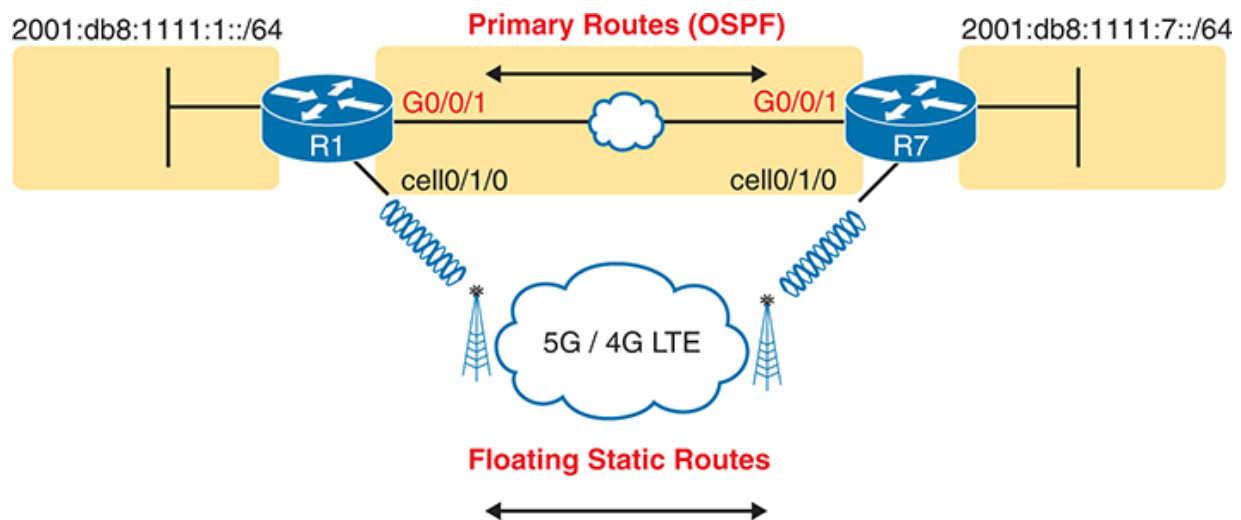 Primary Routes (OSPF)
2001:db8:1111:1::/64
2001:db8:1111:7::/64
G0/0/1
G0/0/1
R1
R7
cell0/1/0
cell0/1/0
5G / 4G LTE
Floating Static Routes